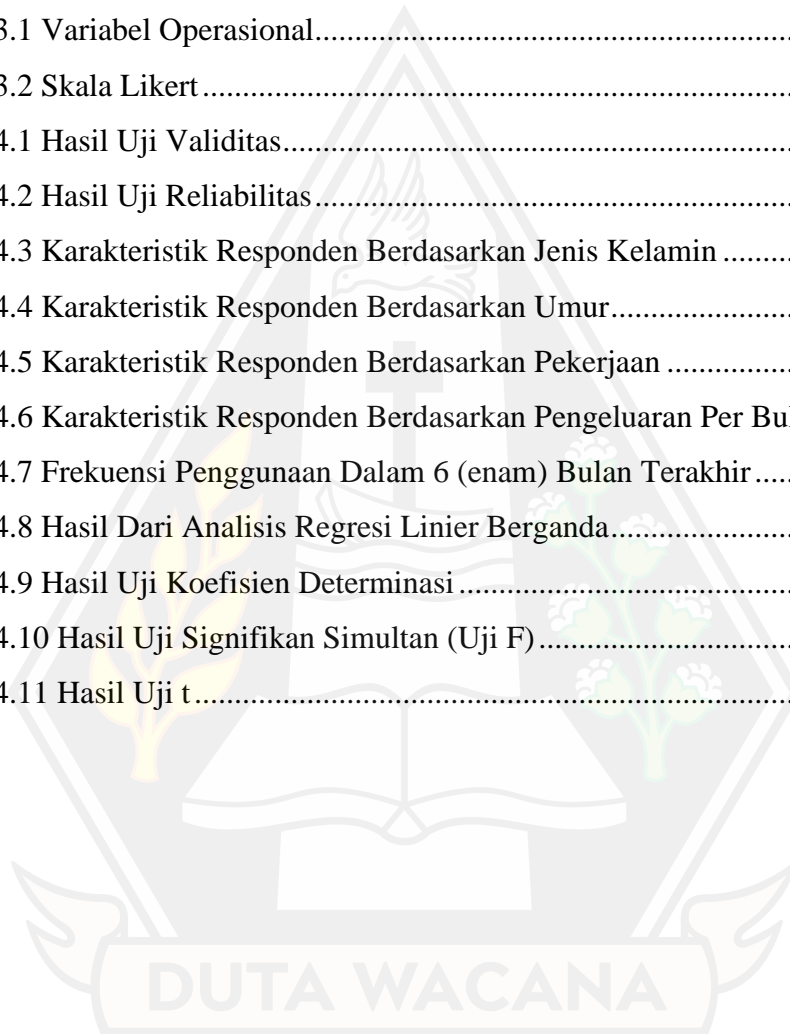 3.1 Variabel Operasional..................................................................
3.2 Skala Likert..................................................................................
4.1 Hasil Uji Validitas.......................................................................
4.2 Hasil Uji Reliabilitas...................................................................
4.3 Karakteristik Responden Berdasarkan Jenis Kelamin ..........
4.4 Karakteristik Responden Berdasarkan Umur.........................
4.5 Karakteristik Responden Berdasarkan Pekerjaan .................
4.6 Karakteristik Responden Berdasarkan Pengeluaran Per
4.7 Frekuensi Penggunaan Dalam 6 (enam) Bulan Terakhir.....
4.8 Hasil Dari Analisis Regresi Linier Berganda.........................
4.9 Hasil Uji Koefisien Determinasi ..............................................
4.10 Hasil Uji Signifikan Simultan (Uji F)...................................
4.11 Hasil Uji t..................................................................................
DUTA WACANA